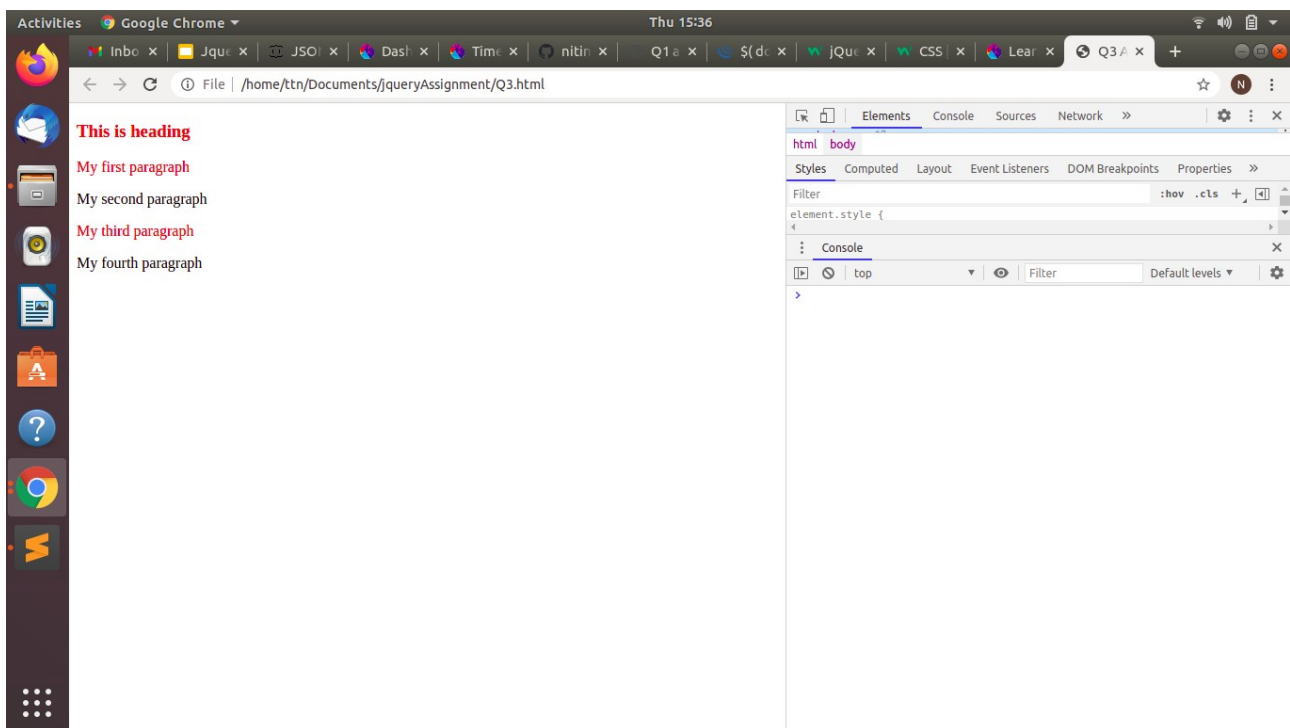 Activities Google Chrome Thu 15:36
Inbo Jque JSO Dash Time nitin Q1 a $(do jQue CSS Lear Q3 A
File /home/ttn/Documents/jqueryAssignment/Q3.html N
Elements Console Sources Network »
html body
Styles Computed Layout Event Listeners DOM Breakpoints Properties »
Filter :hov .cls +
element.style {
Console
top Filter Default levels
>
This is heading
My first paragraph
My second paragraph
My third paragraph
My fourth paragraph